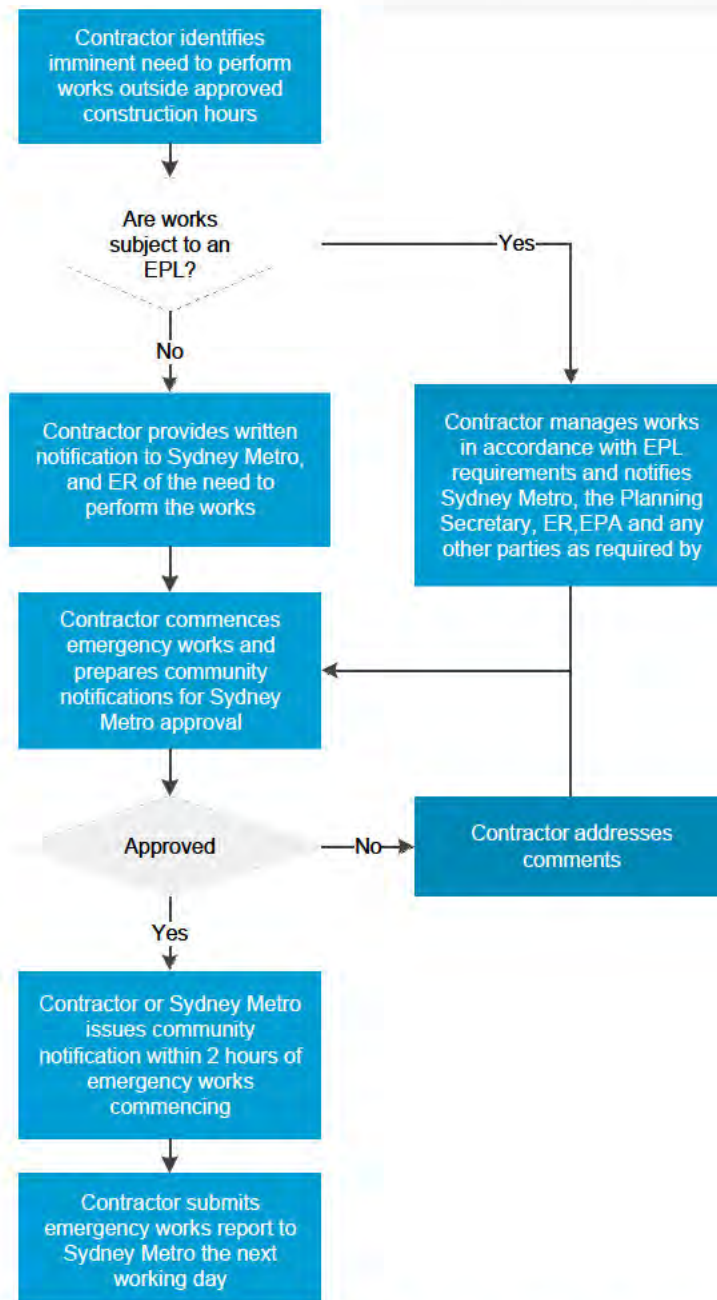 Contractor identifies
imminent need to perform
works outside approved
construction hours
Are works
subject to an
EPL?
Yes
No
Contractor provides written
notification to Sydney Metro,
and ER of the need to
perform the works
Contractor manages works
in accordance with EPL
requirements and notifies
Sydney Metro, the Planning
Secretary, ER,EPA and any
other parties as required by
Contractor commences
emergency works and
prepares community
notifications for Sydney
Metro approval
Approved
No
Contractor addresses
comments
Yes
Contractor or Sydney Metro
issues community
notification within 2 hours of
emergency works
commencing
Contractor submits
emergency works report to
Sydney Metro the next
working day